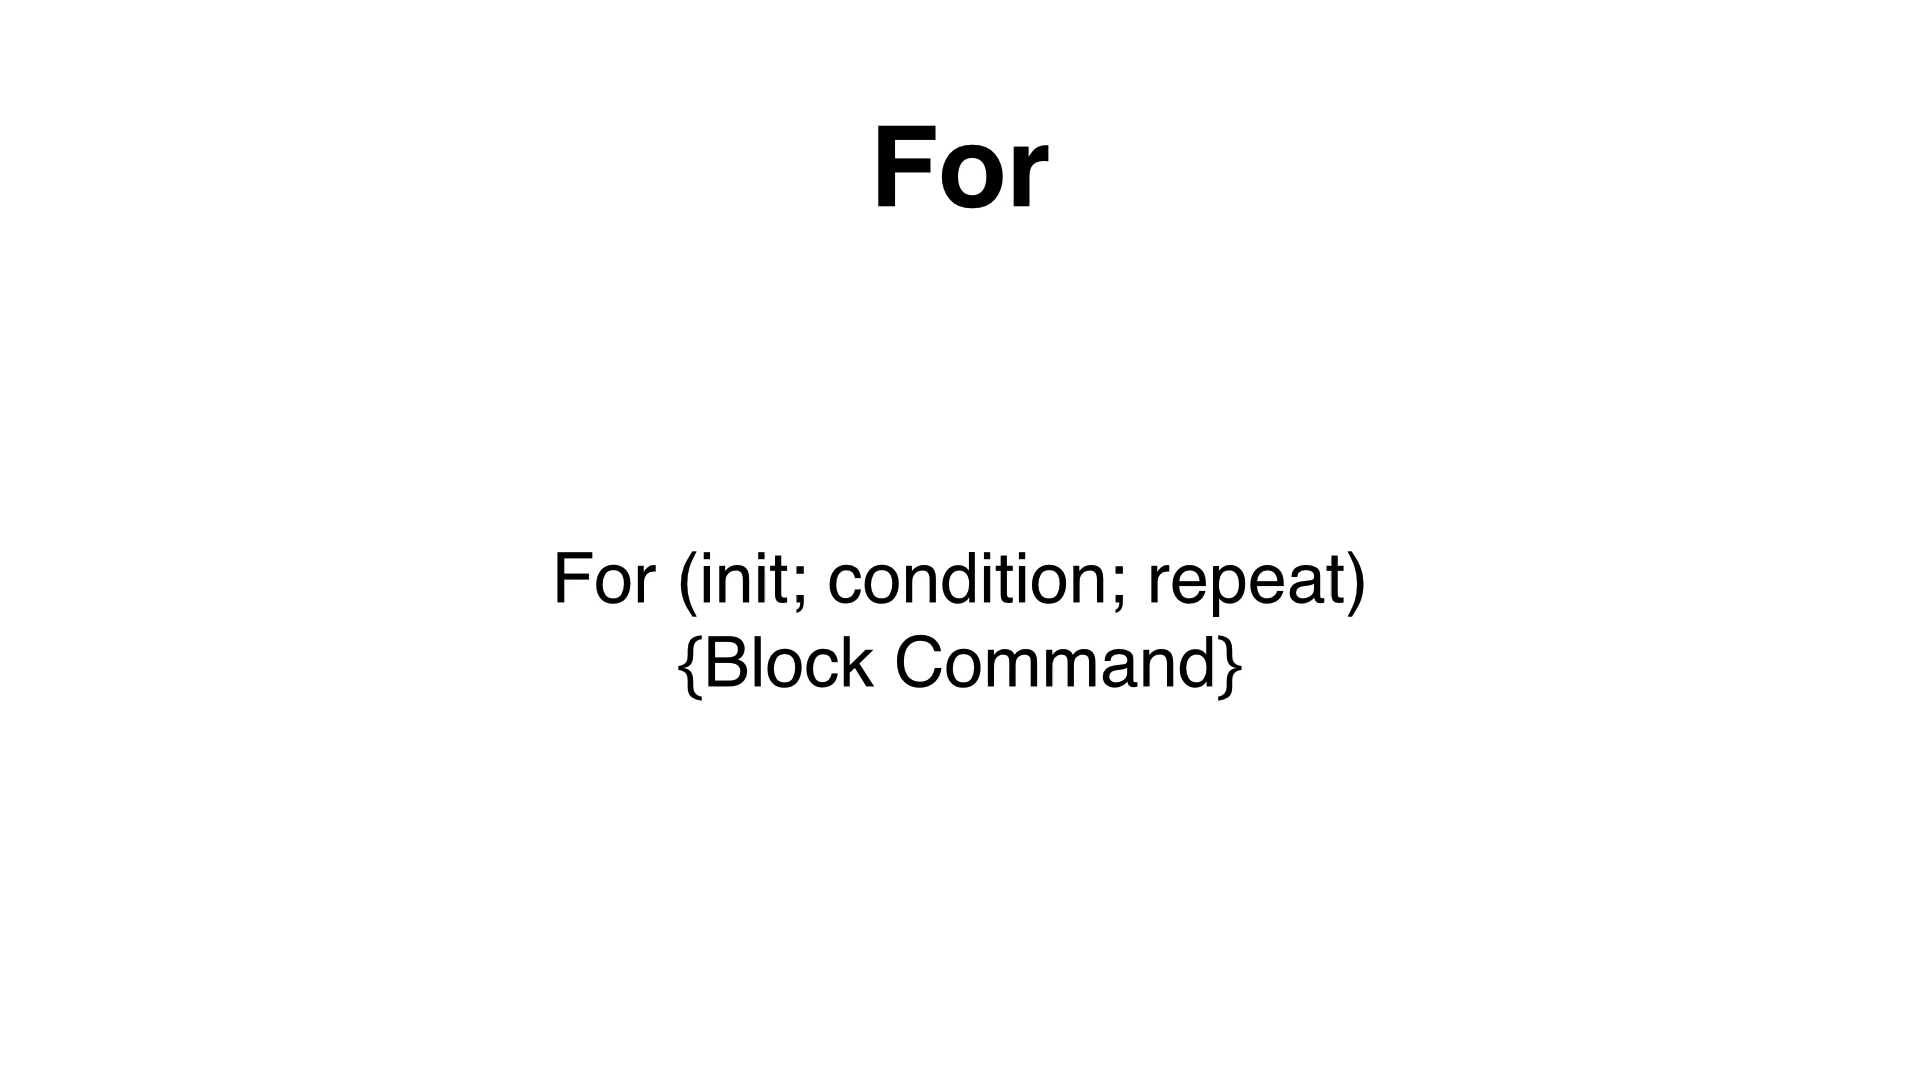 For
For (init; condition; repeat)
{Block Command}